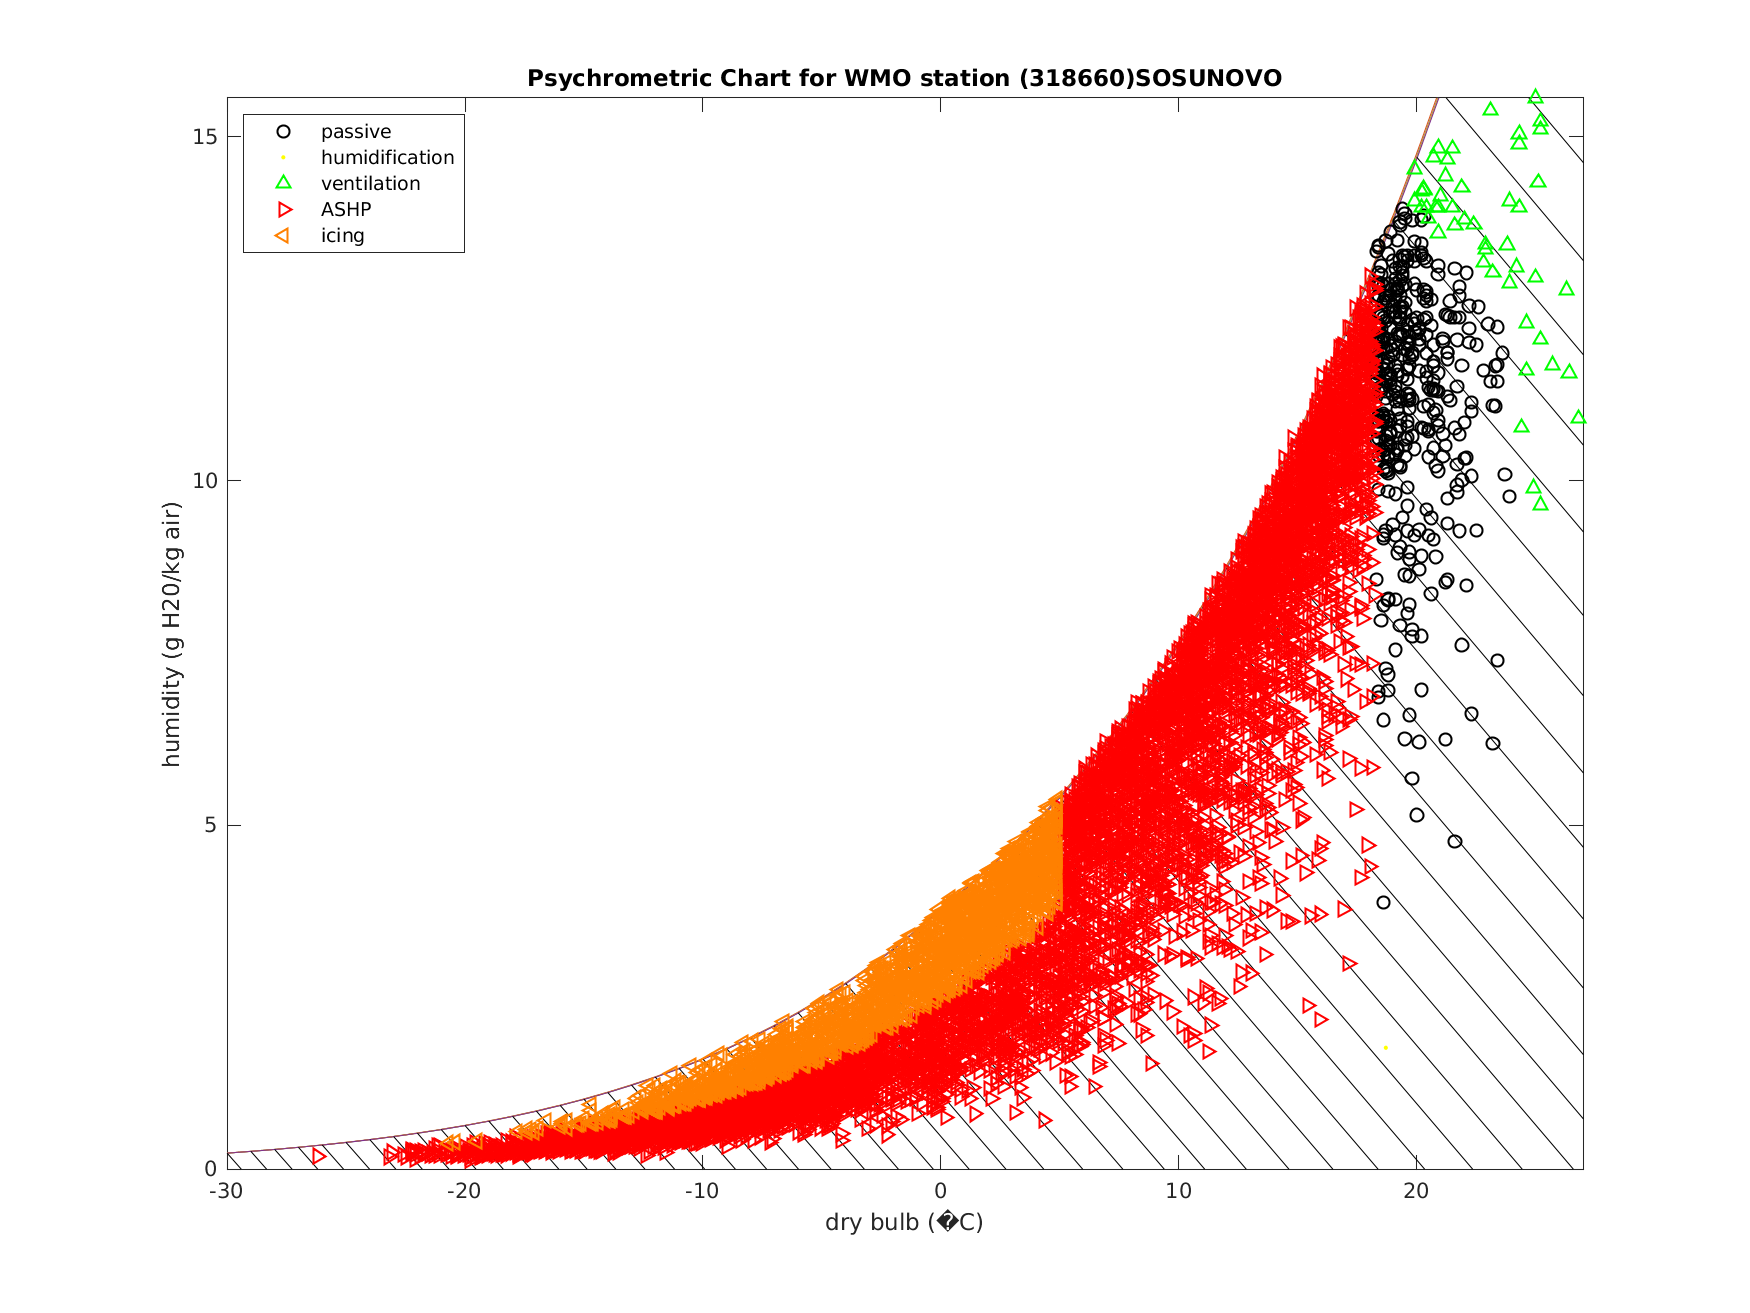 Psychrometric Chart for WMO station (318660)SOSUNOVO
passive
humidification
ventilation
ASHP
icing
humidity (g H20/kg air)
15
10
5
0
-30
-20
-10
0
10
20
dry bulb (�C)